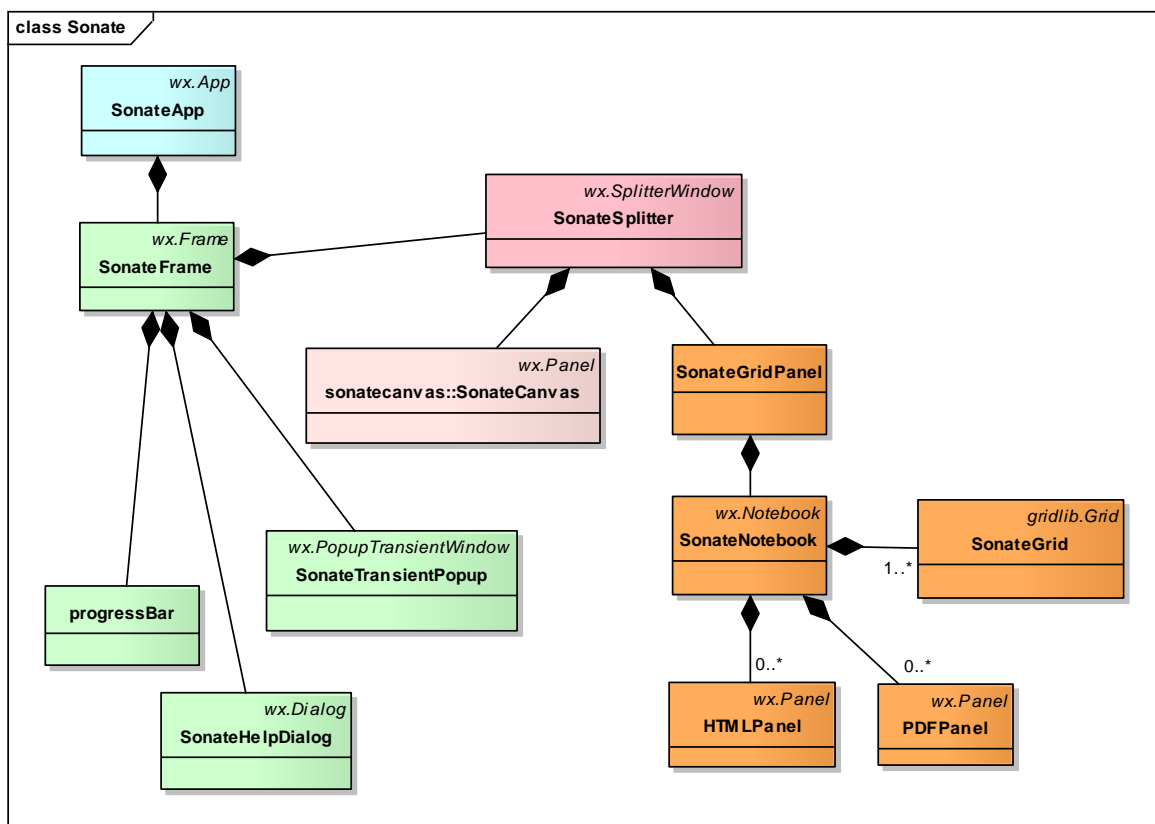 class Sonate
wx.App
SonateApp
wx.SplitterWindow
SonateSplitter
wx.Frame
SonateFrame
wx.Panel
sonatecanvas::SonateCanvas
SonateGridPanel
wx.Notebook
SonateNotebook
gridlib.Grid
SonateGrid
1..*
wx.PopupTransientWindow
SonateTransientPopup
progressBar
0..*
0..*
wx.Dialog
SonateHelpDialog
wx.Panel
HTMLPanel
wx.Panel
PDFPanel